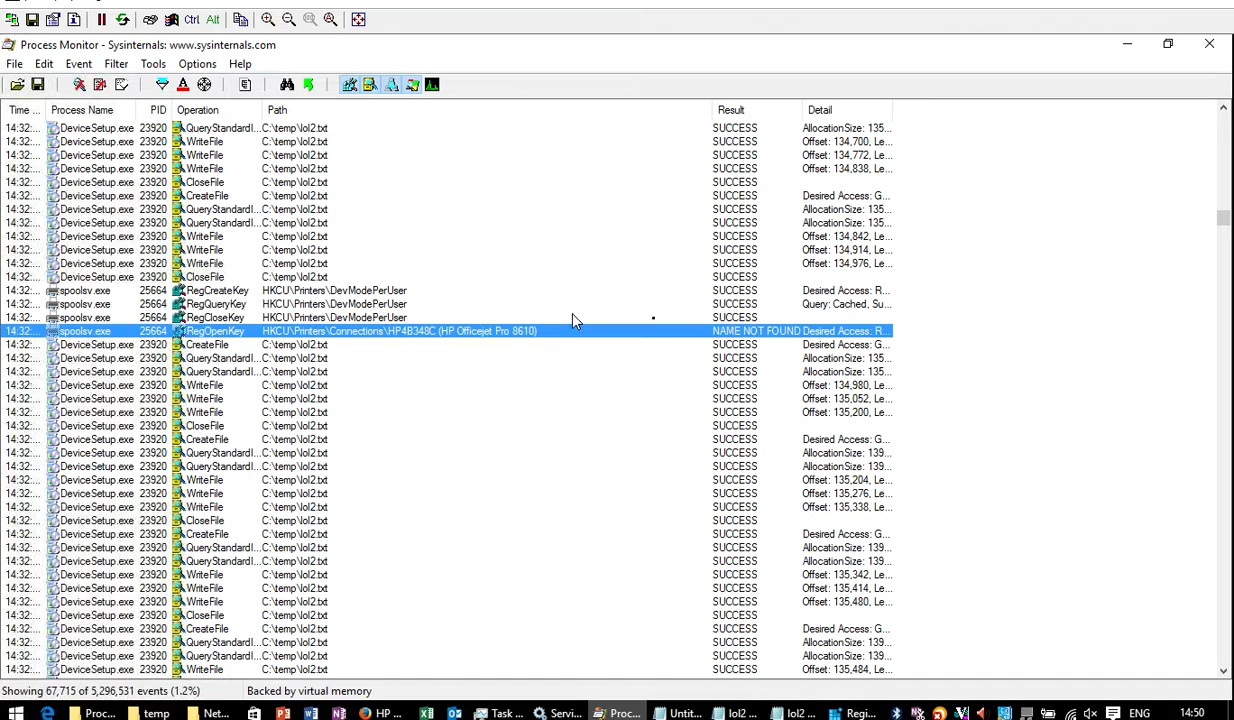 Ctrl Alt
Process Monitor - Sysinternals: www.sysinternals.com
File Edit Event Filter Tools Options Help
Time ... Process Name PID Operation Path Result Detail
14:32:... DeviceSetup.exe 23920 QueryStandardI... C:\temp\lol2.txt SUCCESS AllocationSize: 135...
14:32:... DeviceSetup.exe 23920 WriteFile C:\temp\lol2.txt SUCCESS Offset: 134,700, Le...
14:32:... DeviceSetup.exe 23920 WriteFile C:\temp\lol2.txt SUCCESS Offset: 134,772, Le...
14:32:... DeviceSetup.exe 23920 WriteFile C:\temp\lol2.txt SUCCESS Offset: 134,838, Le...
14:32:... DeviceSetup.exe 23920 CloseFile C:\temp\lol2.txt SUCCESS
14:32:... DeviceSetup.exe 23920 CreateFile C:\temp\lol2.txt SUCCESS Desired Access: G...
14:32:... DeviceSetup.exe 23920 QueryStandardI... C:\temp\lol2.txt SUCCESS AllocationSize: 135...
14:32:... DeviceSetup.exe 23920 QueryStandardI... C:\temp\lol2.txt SUCCESS AllocationSize: 135...
14:32:... DeviceSetup.exe 23920 WriteFile C:\temp\lol2.txt SUCCESS Offset: 134,842, Le...
14:32:... DeviceSetup.exe 23920 WriteFile C:\temp\lol2.txt SUCCESS Offset: 134,914, Le...
14:32:... DeviceSetup.exe 23920 WriteFile C:\temp\lol2.txt SUCCESS Offset: 134,976, Le...
14:32:... DeviceSetup.exe 23920 CloseFile C:\temp\lol2.txt SUCCESS
14:32:... spoolsv.exe 25664 RegCreateKey HKCU\Printers\DevModePerUser SUCCESS Desired Access: R...
14:32:... spoolsv.exe 25664 RegQueryKey HKCU\Printers\DevModePerUser SUCCESS Query: Cached, Su...
14:32:... spoolsv.exe 25664 RegCloseKey HKCU\Printers\DevModePerUser SUCCESS
14:32:... spoolsv.exe 25664 RegOpenKey HKCU\Printers\Connections\HP4B348C (HP Officejet Pro 8610) NAME NOT FOUND Desired Access: R...
14:32:... DeviceSetup.exe 23920 CreateFile C:\temp\lol2.txt SUCCESS Desired Access: G...
14:32:... DeviceSetup.exe 23920 QueryStandardI... C:\temp\lol2.txt SUCCESS AllocationSize: 135...
14:32:... DeviceSetup.exe 23920 QueryStandardI... C:\temp\lol2.txt SUCCESS AllocationSize: 135...
14:32:... DeviceSetup.exe 23920 WriteFile C:\temp\lol2.txt SUCCESS Offset: 134,980, Le...
14:32:... DeviceSetup.exe 23920 WriteFile C:\temp\lol2.txt SUCCESS Offset: 135,052, Le...
14:32:... DeviceSetup.exe 23920 WriteFile C:\temp\lol2.txt SUCCESS Offset: 135,200, Le...
14:32:... DeviceSetup.exe 23920 CloseFile C:\temp\lol2.txt SUCCESS
14:32:... DeviceSetup.exe 23920 CreateFile C:\temp\lol2.txt SUCCESS Desired Access: G...
14:32:... DeviceSetup.exe 23920 QueryStandardI... C:\temp\lol2.txt SUCCESS AllocationSize: 139...
14:32:... DeviceSetup.exe 23920 QueryStandardI... C:\temp\lol2.txt SUCCESS AllocationSize: 139...
14:32:... DeviceSetup.exe 23920 WriteFile C:\temp\lol2.txt SUCCESS Offset: 135,204, Le...
14:32:... DeviceSetup.exe 23920 WriteFile C:\temp\lol2.txt SUCCESS Offset: 135,276, Le...
14:32:... DeviceSetup.exe 23920 WriteFile C:\temp\lol2.txt SUCCESS Offset: 135,338, Le...
14:32:... DeviceSetup.exe 23920 CloseFile C:\temp\lol2.txt SUCCESS
14:32:... DeviceSetup.exe 23920 CreateFile C:\temp\lol2.txt SUCCESS Desired Access: G...
14:32:... DeviceSetup.exe 23920 QueryStandardI... C:\temp\lol2.txt SUCCESS AllocationSize: 139...
14:32:... DeviceSetup.exe 23920 QueryStandardI... C:\temp\lol2.txt SUCCESS AllocationSize: 139...
14:32:... DeviceSetup.exe 23920 WriteFile C:\temp\lol2.txt SUCCESS Offset: 135,342, Le...
14:32:... DeviceSetup.exe 23920 WriteFile C:\temp\lol2.txt SUCCESS Offset: 135,414, Le...
14:32:... DeviceSetup.exe 23920 WriteFile C:\temp\lol2.txt SUCCESS Offset: 135,480, Le...
14:32:... DeviceSetup.exe 23920 CloseFile C:\temp\lol2.txt SUCCESS
14:32:... DeviceSetup.exe 23920 CreateFile C:\temp\lol2.txt SUCCESS Desired Access: G...
14:32:... DeviceSetup.exe 23920 QueryStandardI... C:\temp\lol2.txt SUCCESS AllocationSize: 139...
14:32:... DeviceSetup.exe 23920 QueryStandardI... C:\temp\lol2.txt SUCCESS AllocationSize: 139...
14:32:... DeviceSetup.exe 23920 WriteFile C:\temp\lol2.txt SUCCESS Offset: 135,484, Le...
Showing 67,715 of 5,296,531 events (1.2%) Backed by virtual memory
Proc... temp Net... HP ... Task ... Servi... Proc... Untit... lol2 ... lol2 ... Regi... ENG 14:50